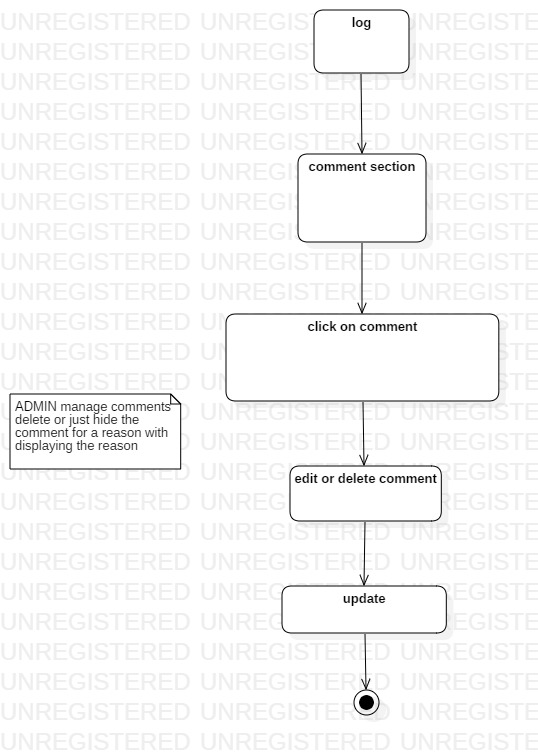 log
comment section
click on comment
ADMIN manage comments
delete or just hide the
comment for a reason with
displaying the reason
edit or delete comment
update
UNREGISTERED